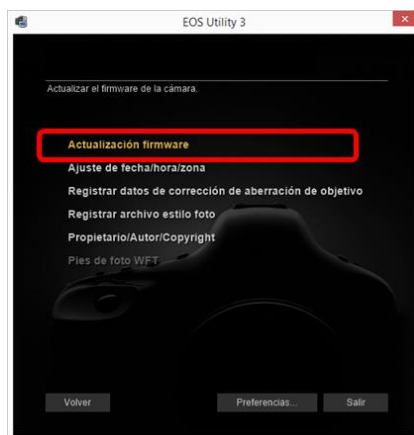 EOS Utility 3
Actualizar el firmware de la cámara.
Actualización firmware
Ajuste de fecha/hora/zona
Registrar datos de corrección de aberración de objetivo
Registrar archivo estilo foto
Propietario/Autor/Copyright
Pies de foto WFT
Volver
Preferencias...
Salir